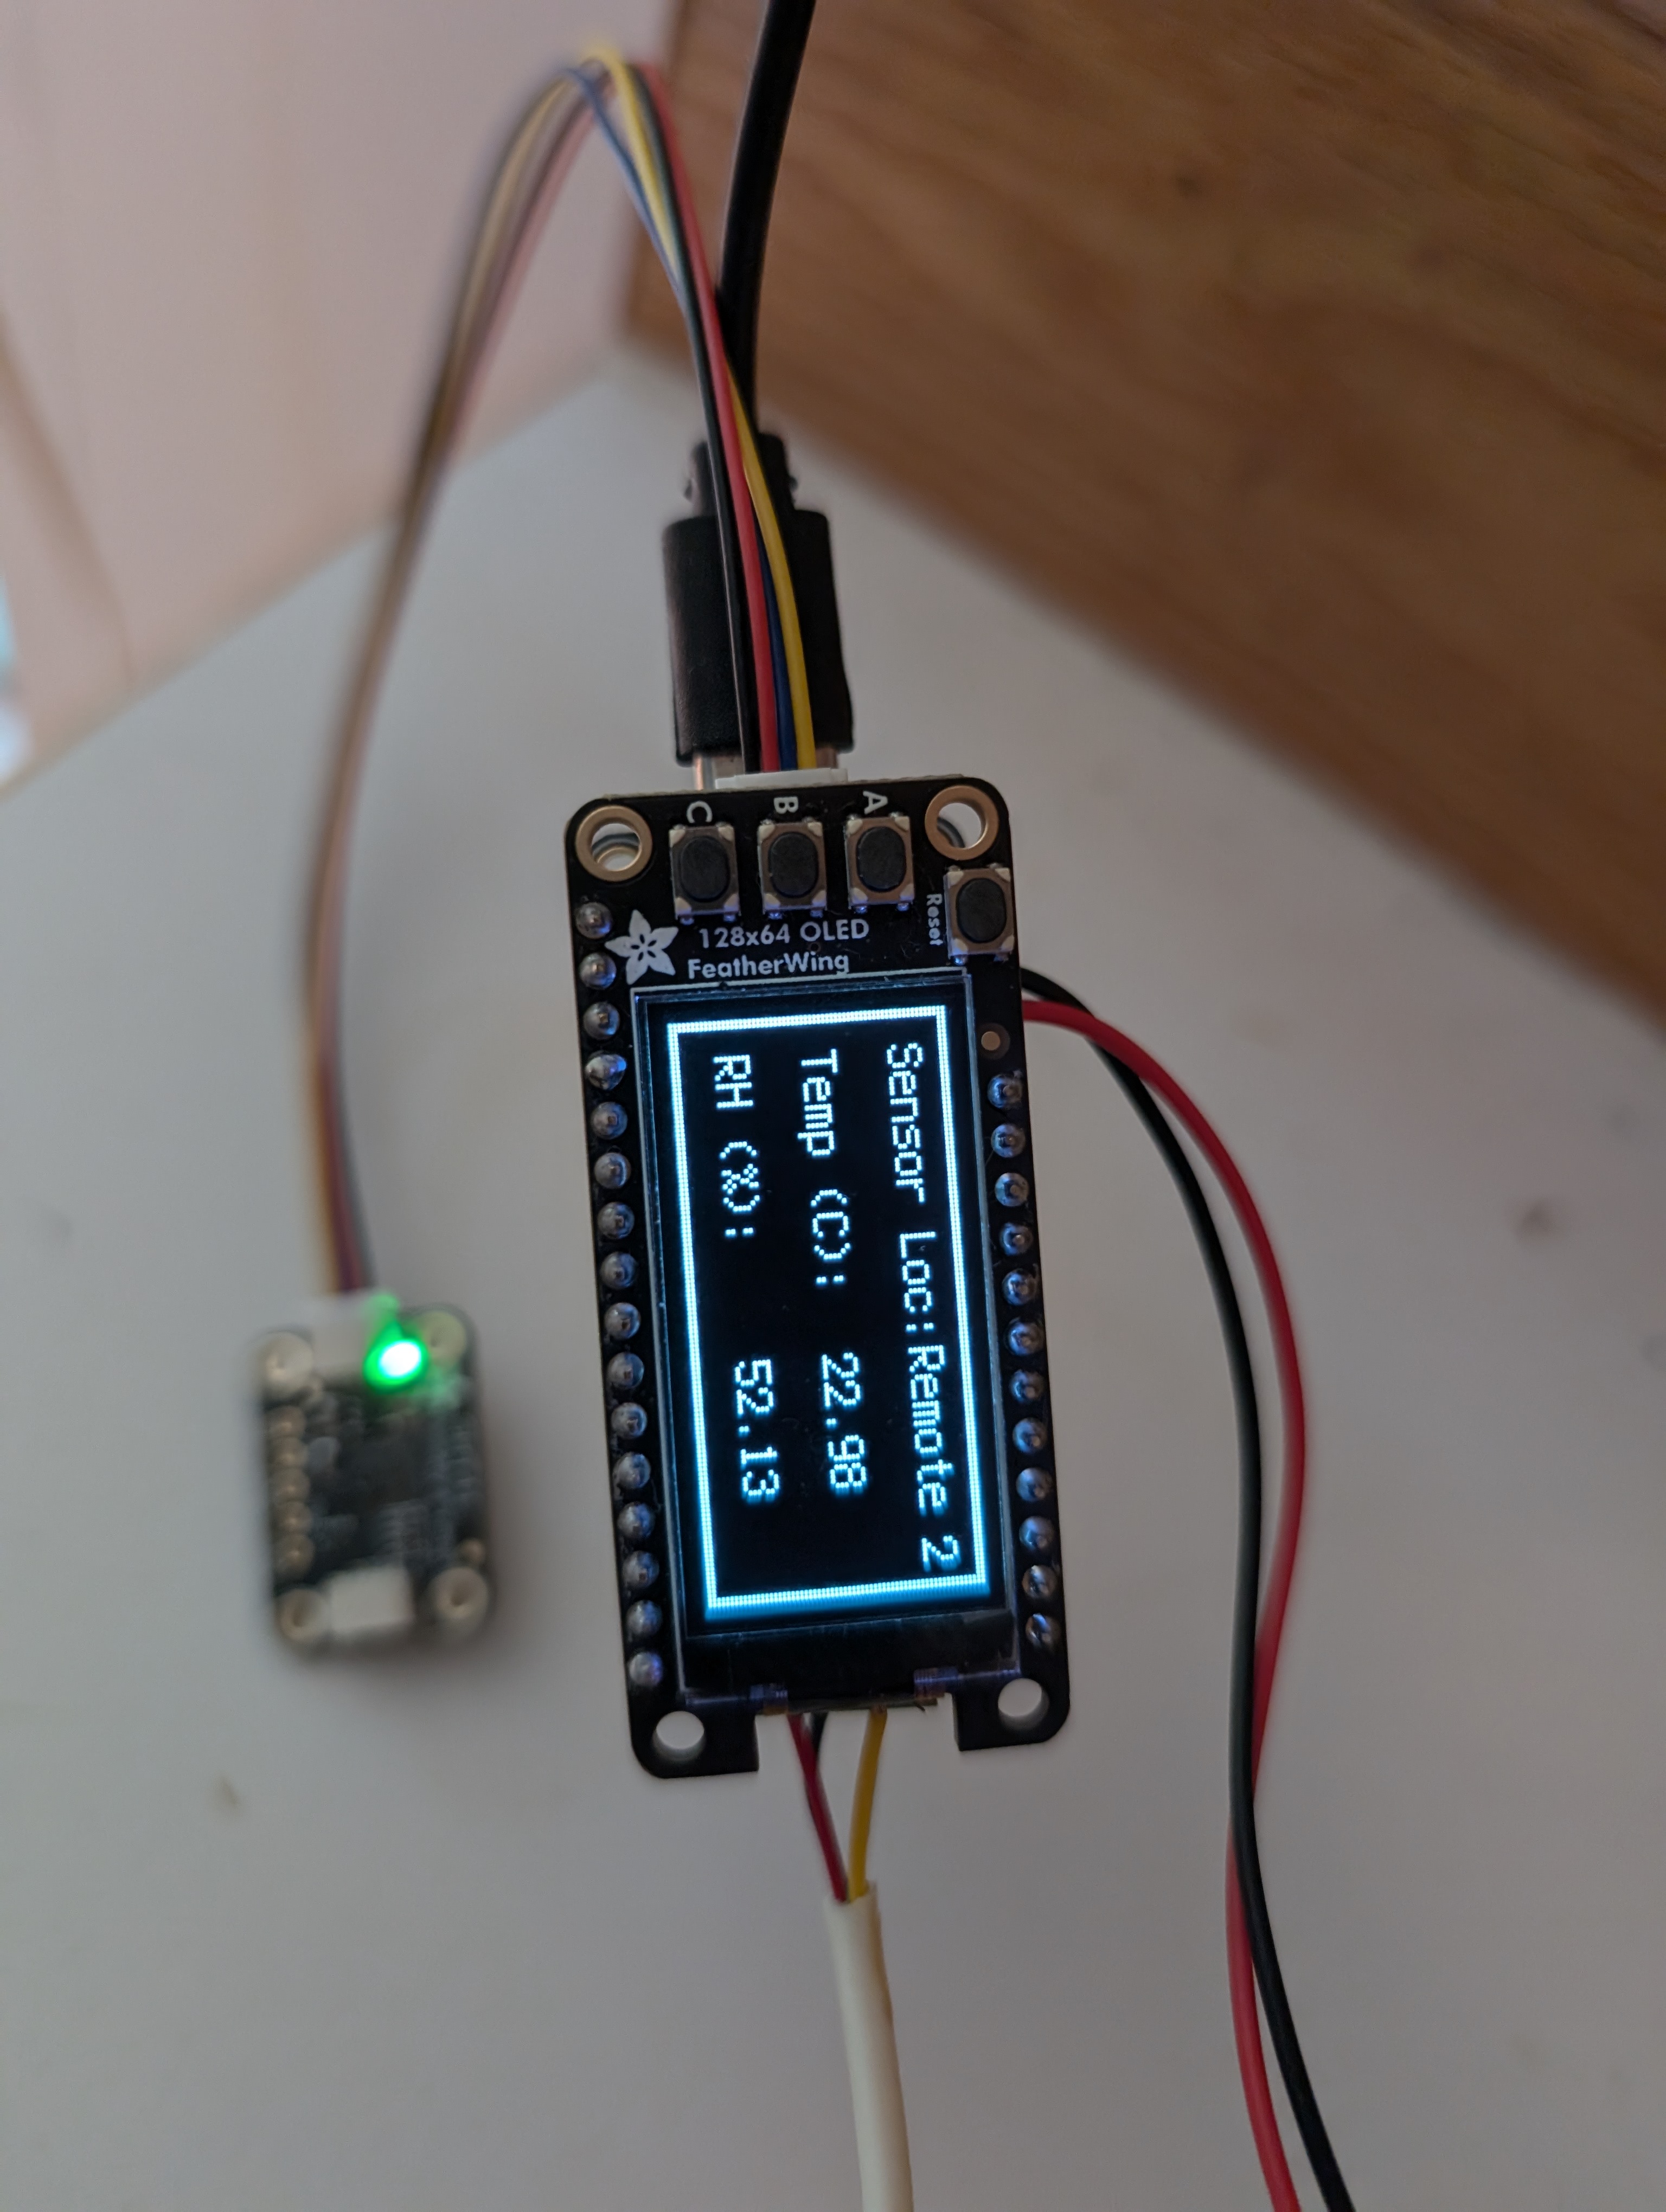 C
B
A
Reset
128x64 OLED
FeatherWing
Sensor Loc:Remote 2
Temp (C): 22.98
RH (%): 52.13